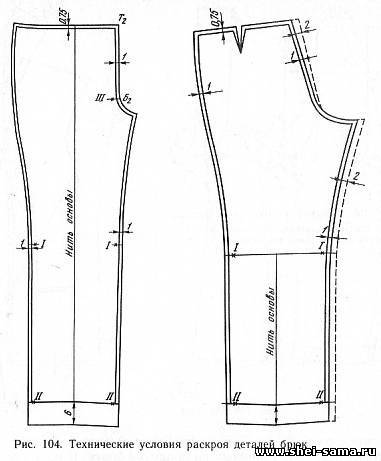 0,75
Т₂
1
III
Б₂
Нить основы
1
I
I
1
II
II
6
0,75
2
1
1
2
1
I
I
Нить основы
II
II
Рис. 104. Технические условия раскроя деталей брюк
www.shei-sama.ru